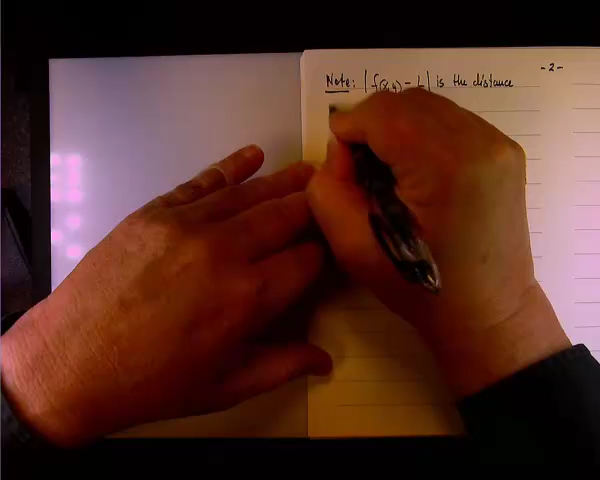 - 2 -
Note: | f(x,y) - L | is the distance